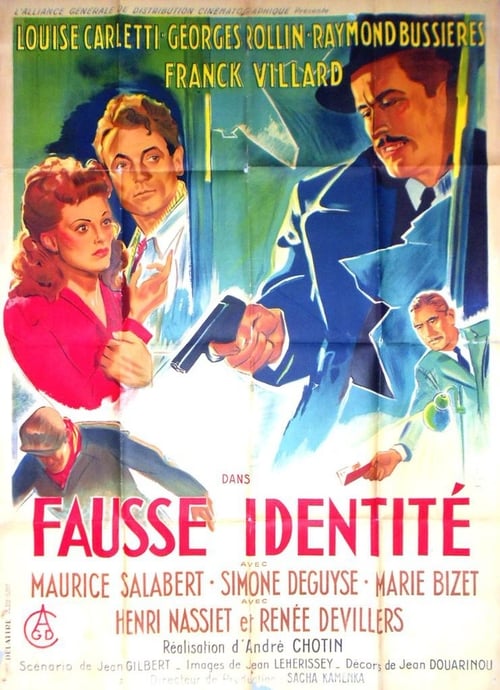 L'ALLIANCE GÉNÉRALE DE DISTRIBUTION CINÉMATOGRAPHIQUE Présente
LOUISE CARLETTI · GEORGES ROLLIN · RAYMOND BUSSIÈRES
FRANCK VILLARD
DANS
FAUSSE IDENTITÉ
AVEC
MAURICE SALABERT · SIMONE DEGUYSE · MARIE BIZET
AVEC
HENRI NASSIET et RENÉE DEVILLERS
Réalisation d'André CHOTIN
Scénario de Jean GILBERT _ Images de Jean LEHERISSEY _ Décors de Jean DOUARINOU
Directeur de Production SACHA KAMENKA
AGDC